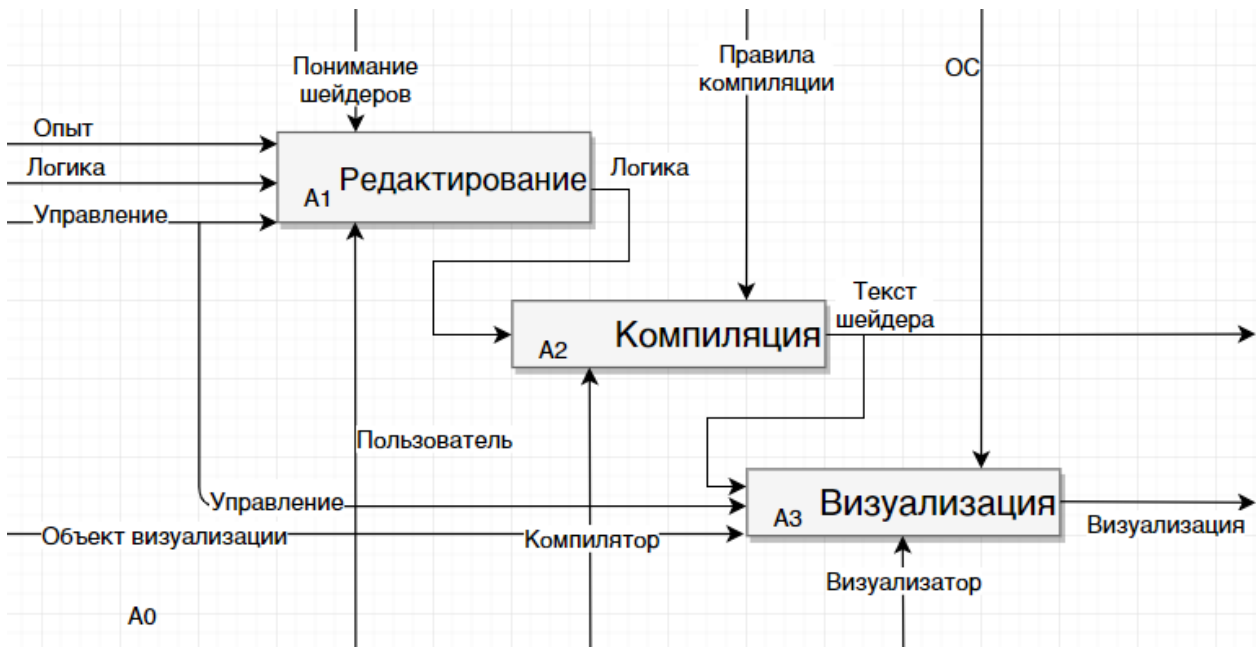 Понимание
шейдеров
Правила
компиляции
ОС
Опыт
Логика
Управление
A1 Редактирование
Логика
A2 Компиляция
Текст
шейдера
Пользователь
Управление
Объект визуализации
Компилятор
A3 Визуализация
Визуализация
Визуализатор
A0